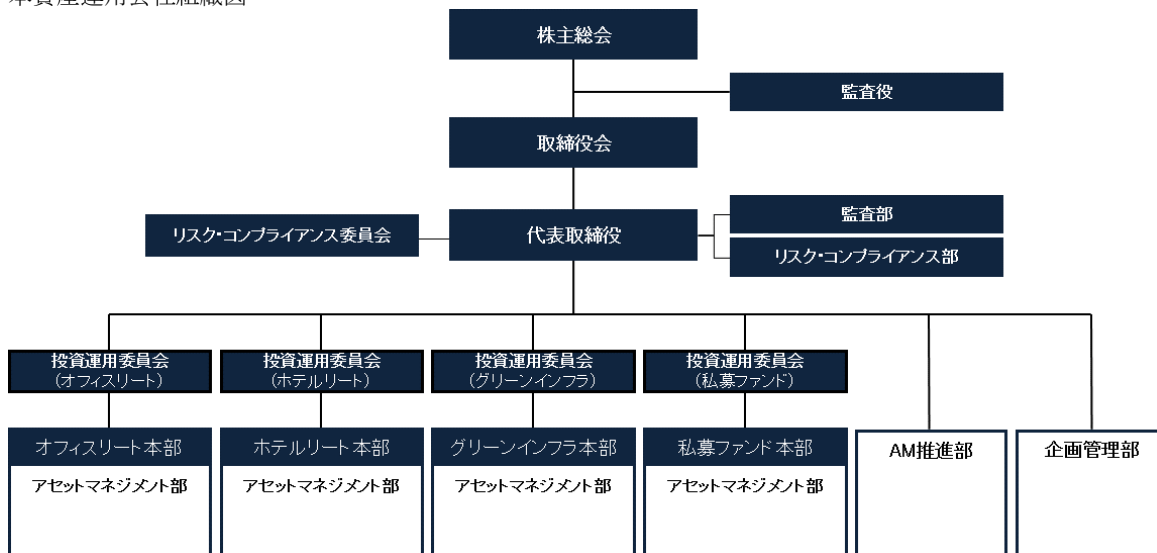 本資産運用会社組織図
株主総会
監査役
取締役会
代表取締役
監査部
リスク・コンプライアンス委員会
リスク・コンプライアンス部
投資運用委員会
(オフィスリート)
投資運用委員会
(ホテルリート)
投資運用委員会
(グリーンインフラ)
投資運用委員会
(私募ファンド)
オフィスリート本部
アセットマネジメント部
ホテルリート本部
アセットマネジメント部
グリーンインフラ本部
アセットマネジメント部
私募ファンド本部
アセットマネジメント部
AM推進部
企画管理部